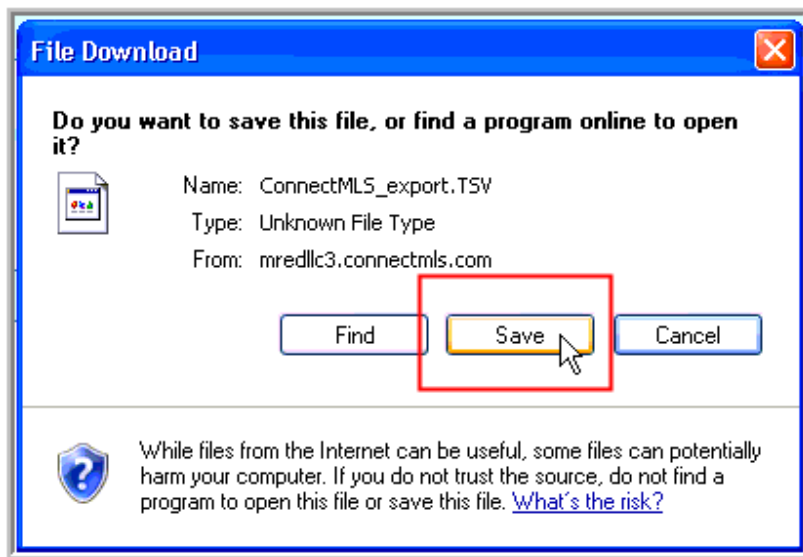 File Download
Do you want to save this file, or find a program online to open
it?
Name: ConnectMLS_export.TSV
Type: Unknown File Type
From: mredllc3.connectmls.com
Find Save Cancel
While files from the Internet can be useful, some files can potentially
harm your computer. If you do not trust the source, do not find a
program to open this file or save this file. What's the risk?